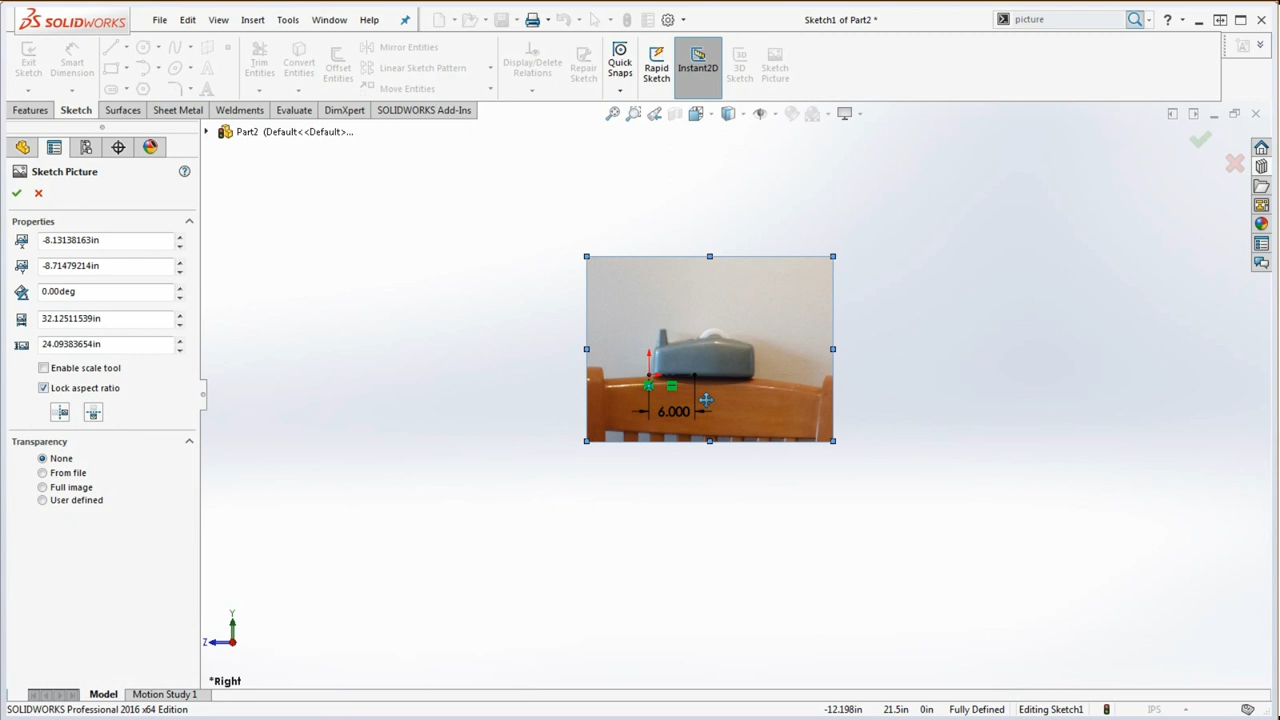 SOLIDWORKS File Edit View Insert Tools Window Help Sketch1 of Part2 * picture
Exit Sketch
Smart Dimension
Trim Entities
Convert Entities
Offset Entities
Mirror Entities
Linear Sketch Pattern
Move Entities
Display/Delete Relations
Repair Sketch
Quick Snaps
Rapid Sketch
Instant2D
3D Sketch
Sketch Picture
Features Sketch Surfaces Sheet Metal Weldments Evaluate DimXpert SOLIDWORKS Add-Ins
Part2 (Default<<Default>...
Sketch Picture
Properties
-8.13138163in
-8.71479214in
0.00deg
32.12511539in
24.09383654in
Enable scale tool
Lock aspect ratio
Transparency
None
From file
Full image
User defined
6.000
Y
Z
*Right
Model Motion Study 1
SOLIDWORKS Professional 2016 x64 Edition -12.198in 21.5in 0in Fully Defined Editing Sketch1 IPS